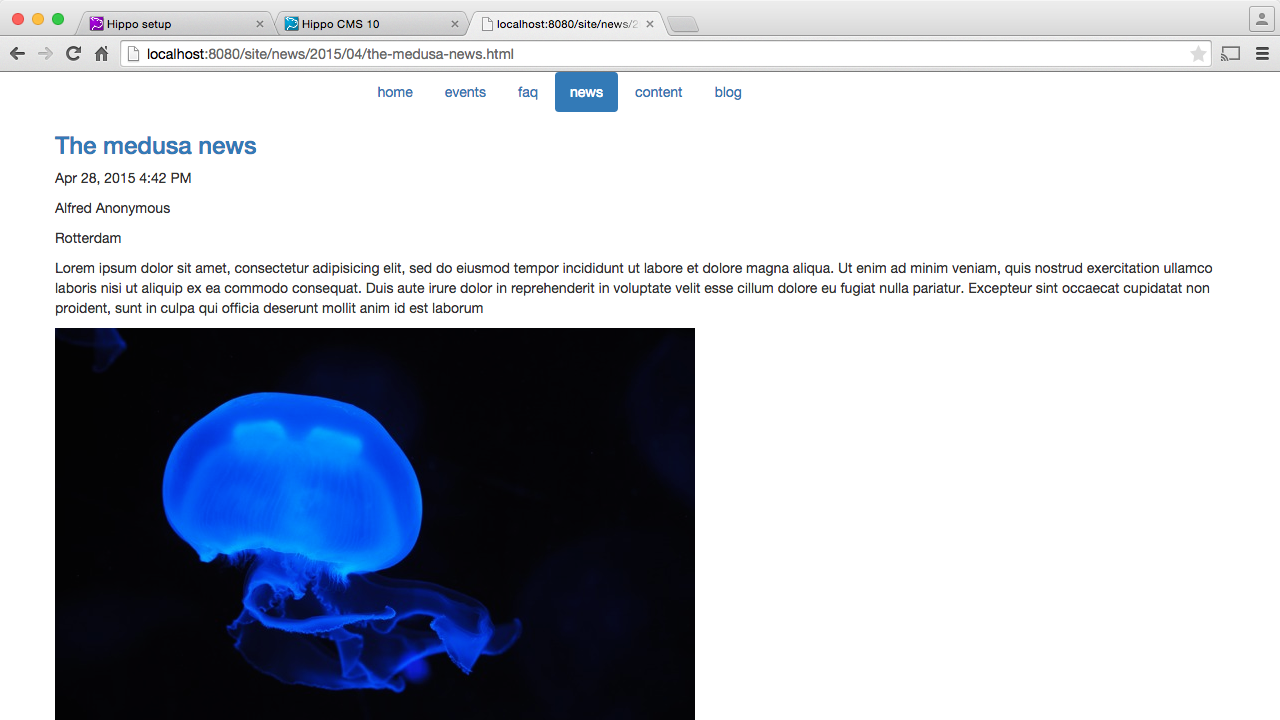 Hippo setup
Hippo CMS 10
localhost:8080/site/news/2
localhost:8080/site/news/2015/04/the-medusa-news.html
home events faq news content blog
The medusa news
Apr 28, 2015 4:42 PM
Alfred Anonymous
Rotterdam
Lorem ipsum dolor sit amet, consectetur adipisicing elit, sed do eiusmod tempor incididunt ut labore et dolore magna aliqua. Ut enim ad minim veniam, quis nostrud exercitation ullamco
laboris nisi ut aliquip ex ea commodo consequat. Duis aute irure dolor in reprehenderit in voluptate velit esse cillum dolore eu fugiat nulla pariatur. Excepteur sint occaecat cupidatat non
proident, sunt in culpa qui officia deserunt mollit anim id est laborum